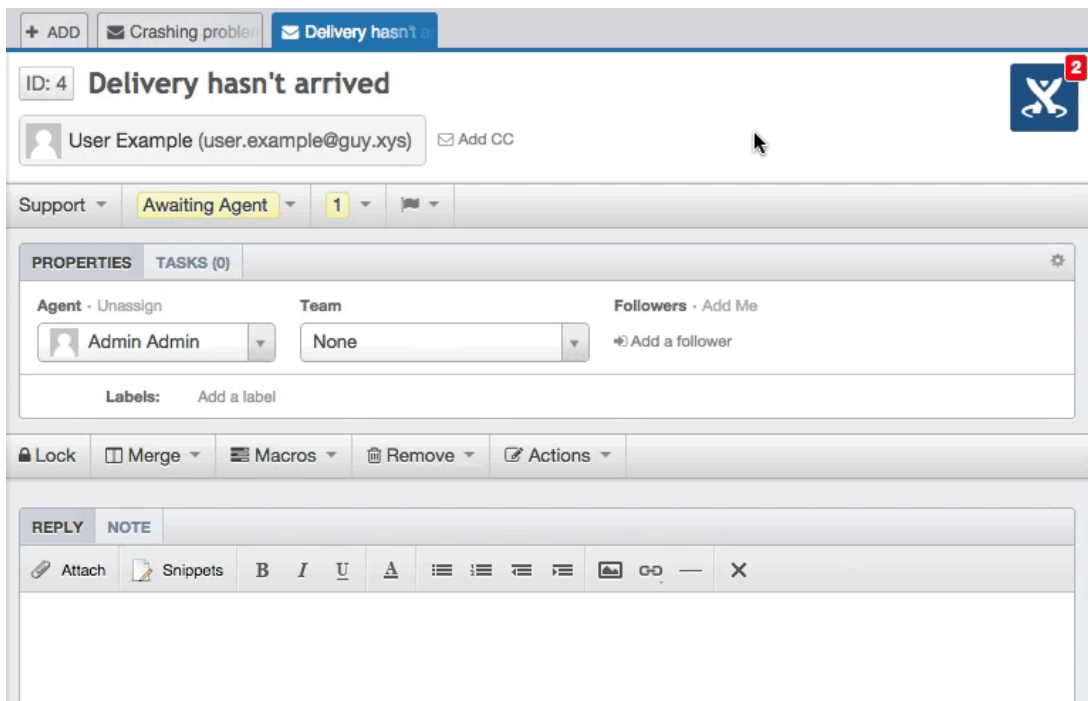 + ADD Crashing problem Delivery hasn't a
2
ID: 4 Delivery hasn't arrived
User Example (user.example@guy.xys) Add CC
Support Awaiting Agent 1
PROPERTIES TASKS (0)
Agent · Unassign Team Followers · Add Me
Admin Admin None Add a follower
Labels: Add a label
Lock Merge Macros Remove Actions
REPLY NOTE
Attach Snippets B I U A